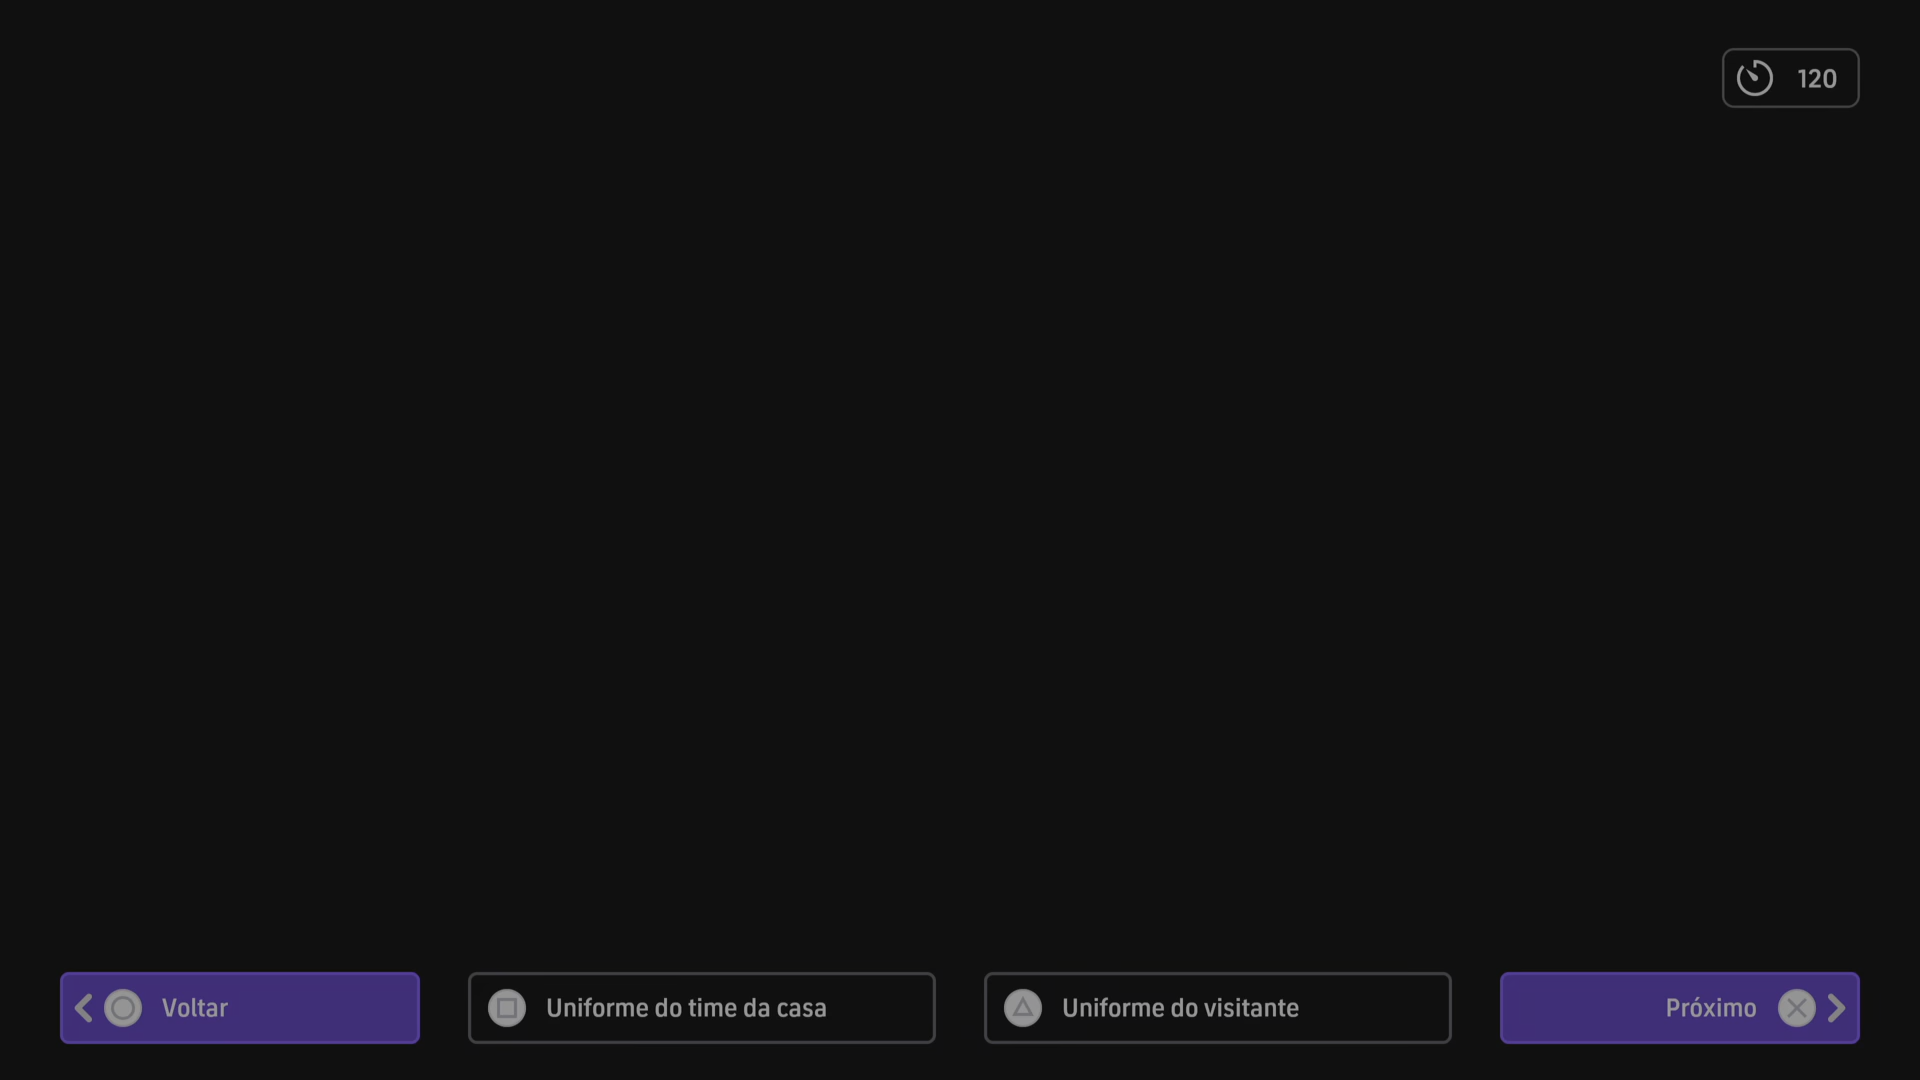 120
Voltar
Uniforme do time da casa
Uniforme do visitante
Próximo